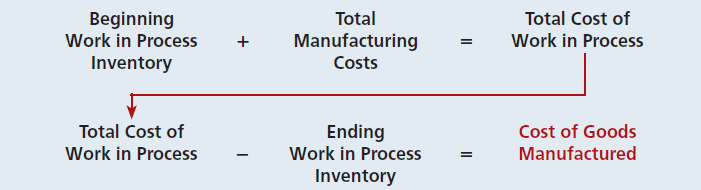 Beginning Total Total Cost of
Work in Process + Manufacturing = Work in Process
Inventory Costs
Total Cost of Ending Cost of Goods
Work in Process − Work in Process = Manufactured
Inventory